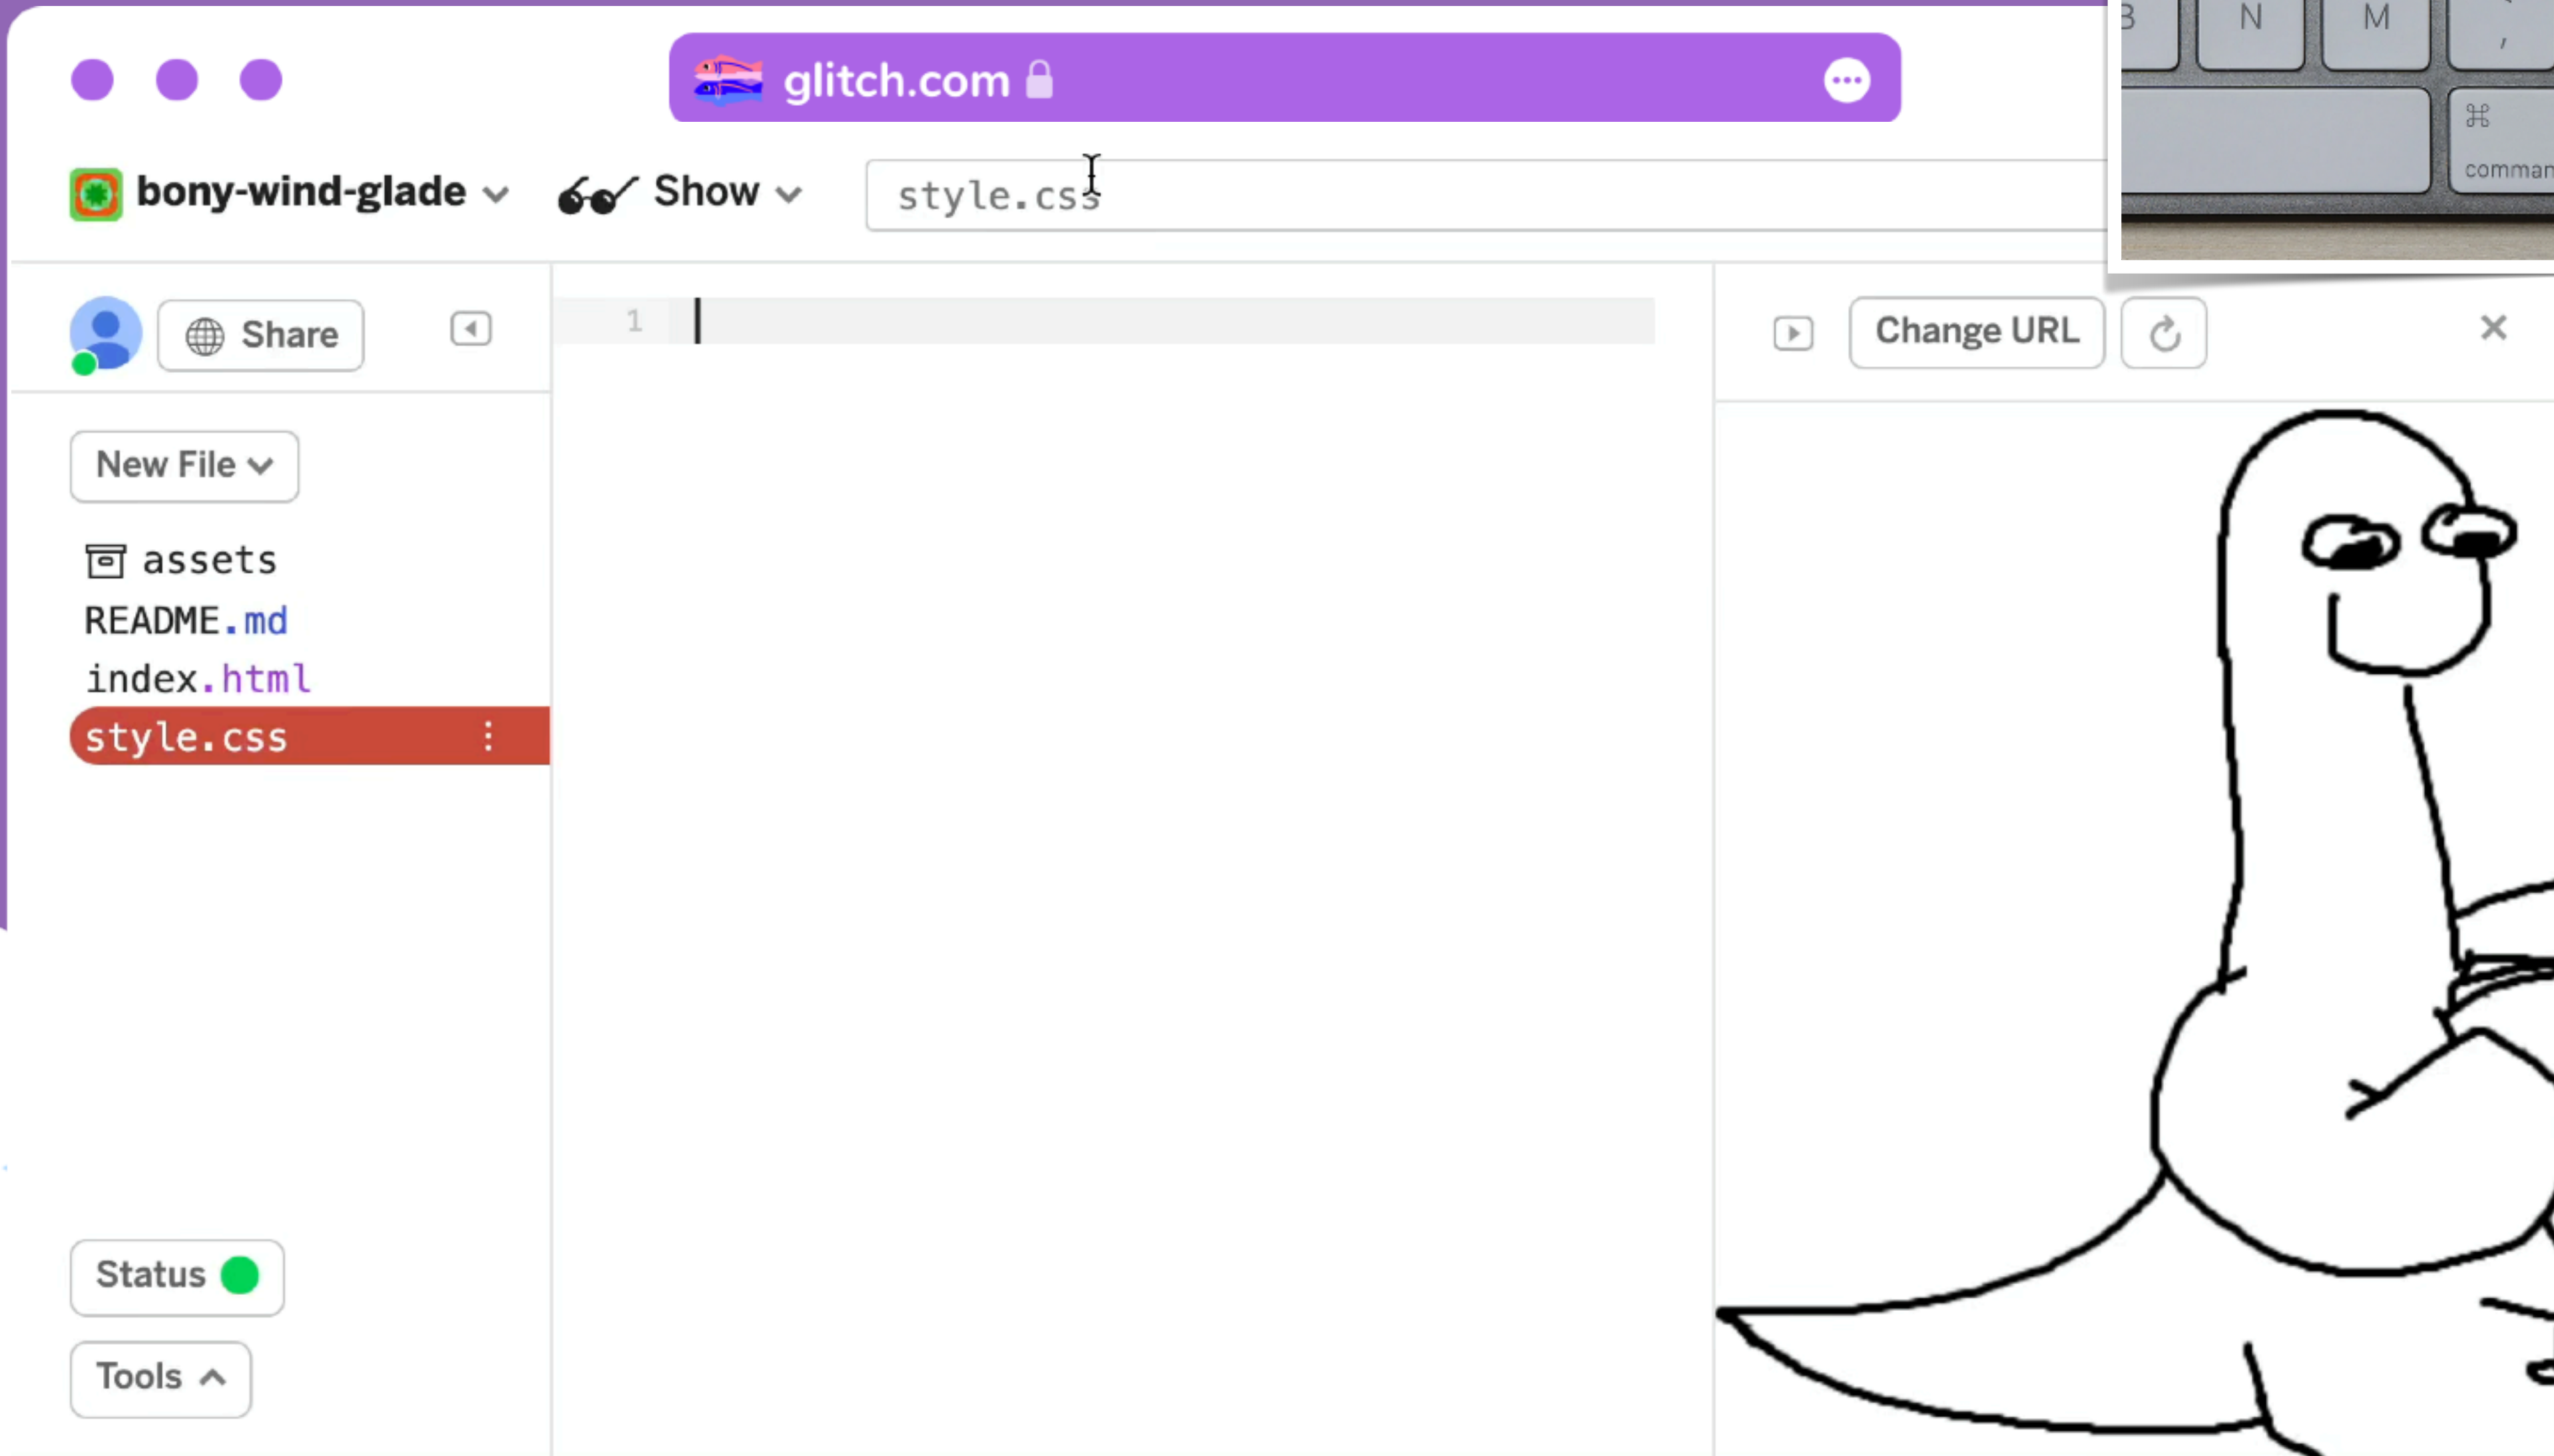 glitch.com
B N M ,
⌘
bony-wind-glade Show style.css
Share
1
Change URL
New File
assets
README.md
index.html
style.css
Status
Tools